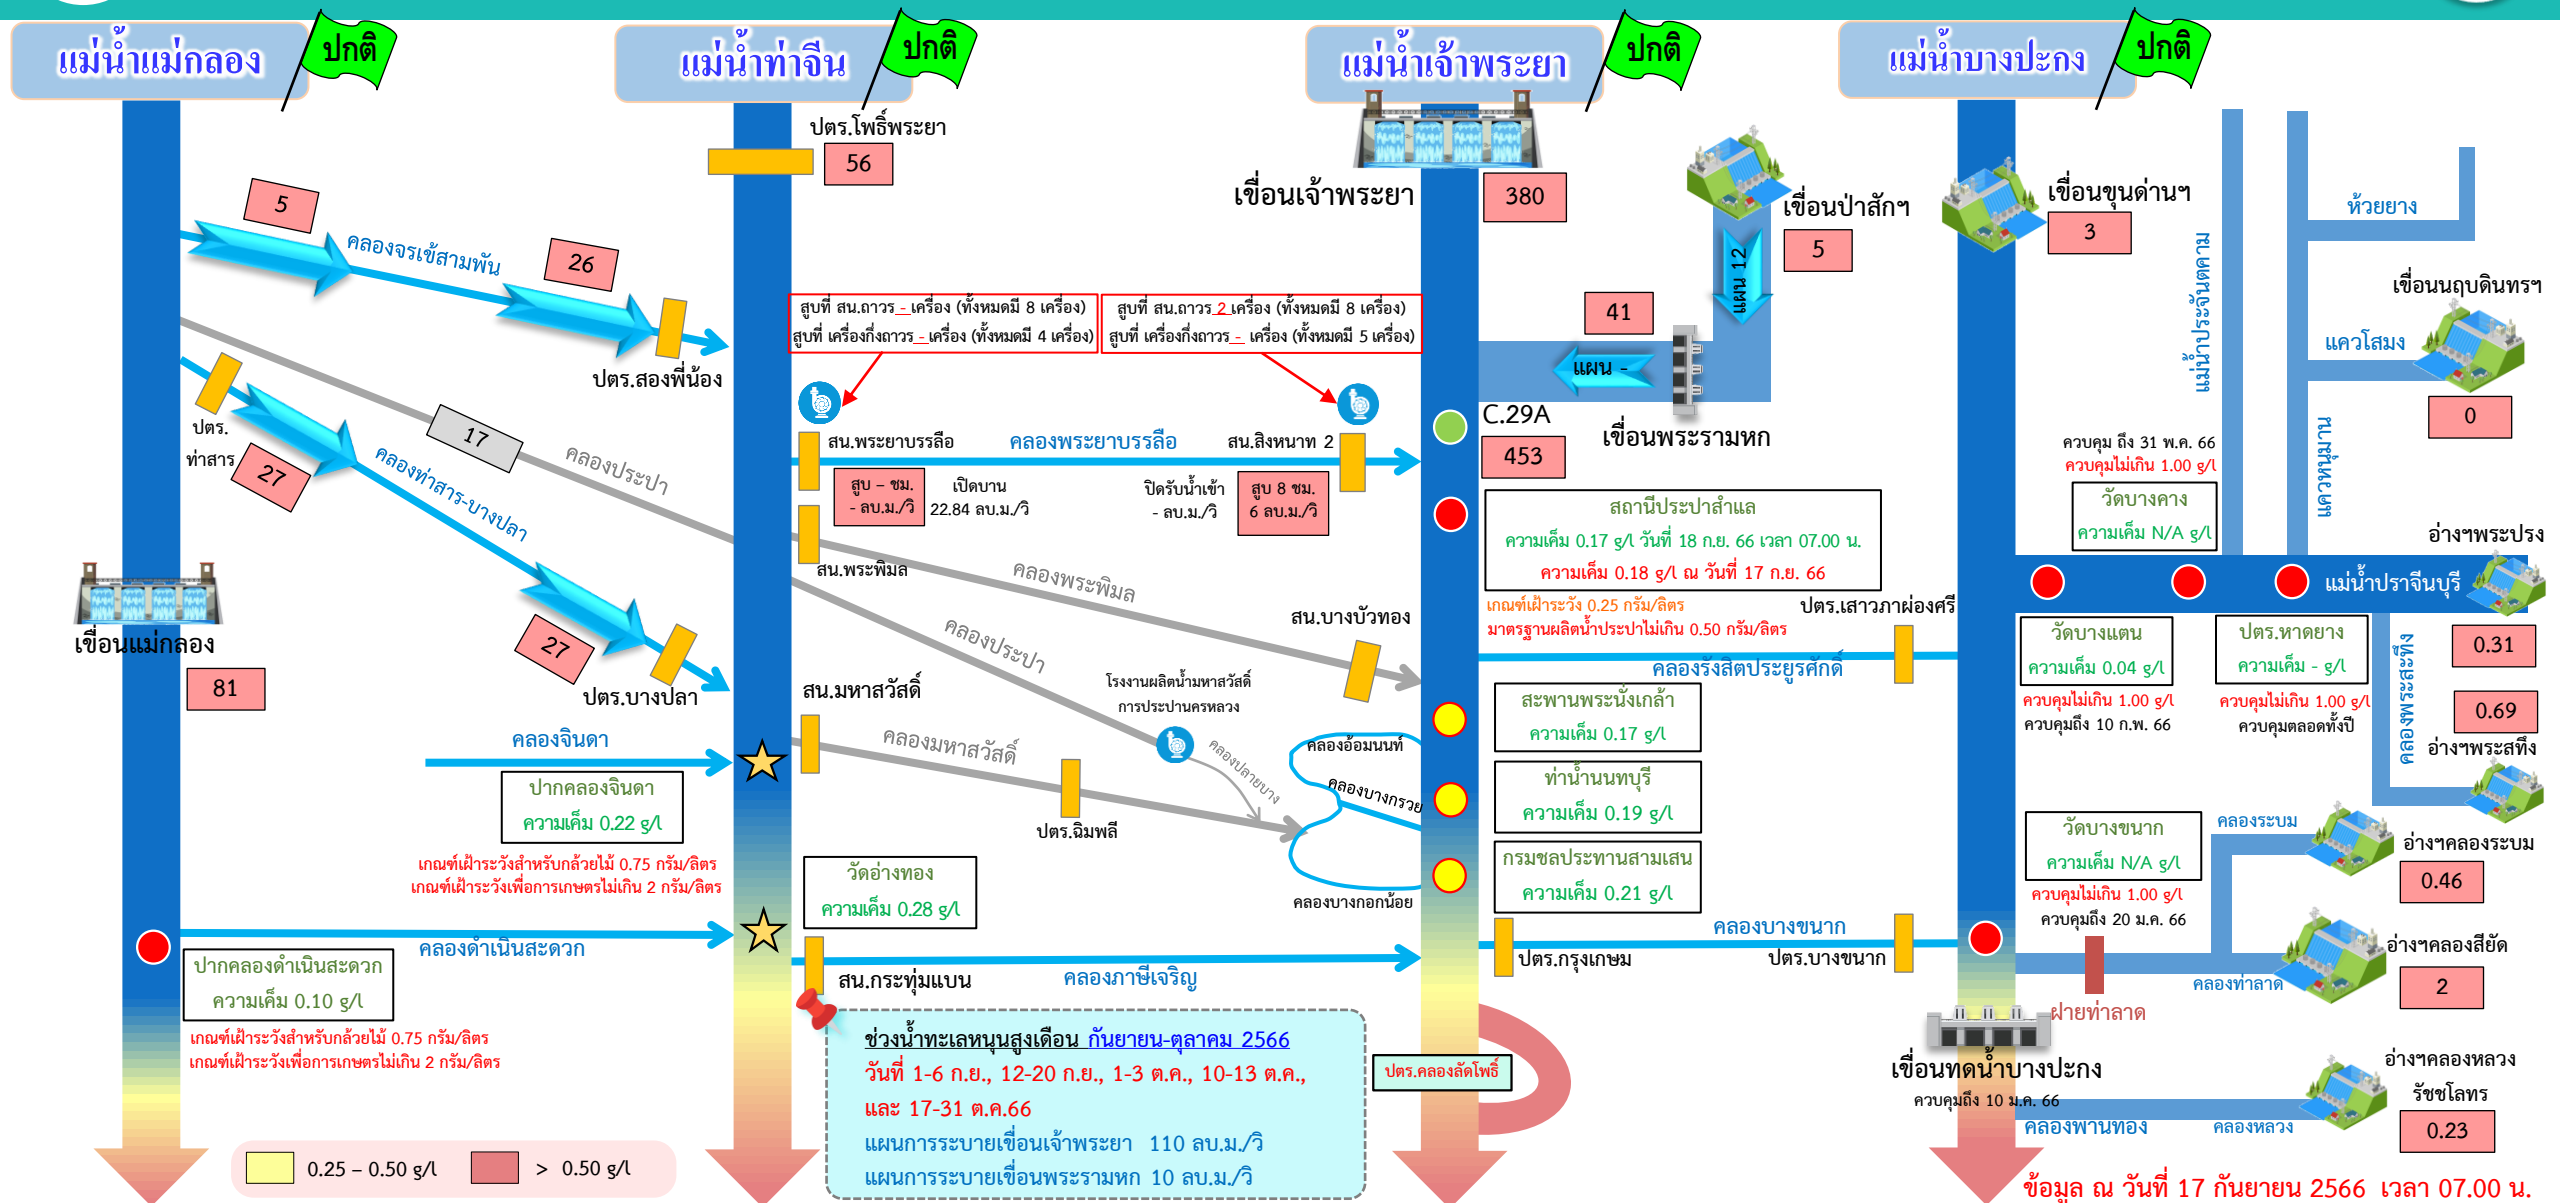 แม่น้ำแม่กลอง
ปกติ
แม่น้ำท่าจีน
ปกติ
แม่น้ำเจ้าพระยา
ปกติ
แม่น้ำบางปะกง
ปกติ
5
คลองจรเข้สามพัน
26
ปตร.สองพี่น้อง
ปตร.
ท่าสาร
27
คลองท่าสาร-บางปลา
27
ปตร.บางปลา
17
คลองประปา
เขื่อนแม่กลอง
81
คลองจินดา
ปากคลองจินดา
ความเค็ม 0.22 g/l
เกณฑ์เฝ้าระวังสำหรับกล้วยไม้ 0.75 กรัม/ลิตร
เกณฑ์เฝ้าระวังเพื่อการเกษตรไม่เกิน 2 กรัม/ลิตร
คลองดำเนินสะดวก
ปากคลองดำเนินสะดวก
ความเค็ม 0.10 g/l
เกณฑ์เฝ้าระวังสำหรับกล้วยไม้ 0.75 กรัม/ลิตร
เกณฑ์เฝ้าระวังเพื่อการเกษตรไม่เกิน 2 กรัม/ลิตร
0.25 – 0.50 g/l
> 0.50 g/l
ปตร.โพธิ์พระยา
56
สูบที่ สน.ถาวร - เครื่อง (ทั้งหมดมี 8 เครื่อง)
สูบที่ เครื่องกึ่งถาวร - เครื่อง (ทั้งหมดมี 4 เครื่อง)
สูบที่ สน.ถาวร 2 เครื่อง (ทั้งหมดมี 8 เครื่อง)
สูบที่ เครื่องกึ่งถาวร - เครื่อง (ทั้งหมดมี 5 เครื่อง)
สน.พระยาบรรลือ
คลองพระยาบรรลือ
สน.สิงหนาท 2
สูบ – ชม.
- ลบ.ม./วิ
เปิดบาน
22.84 ลบ.ม./วิ
ปิดรับน้ำเข้า
- ลบ.ม./วิ
สูบ 8 ชม.
6 ลบ.ม./วิ
สน.พระพิมล
คลองพระพิมล
สน.บางบัวทอง
คลองประปา
โรงงานผลิตน้ำมหาสวัสดิ์
การประปานครหลวง
สน.มหาสวัสดิ์
คลองมหาสวัสดิ์
ปตร.ฉิมพลี
คลองปลายบาง
คลองอ้อมนนท์
คลองบางกรวย
คลองบางกอกน้อย
วัดอ่างทอง
ความเค็ม 0.28 g/l
สน.กระทุ่มแบน
คลองภาษีเจริญ
ช่วงน้ำทะเลหนุนสูงเดือน กันยายน-ตุลาคม 2566
วันที่ 1-6 ก.ย., 12-20 ก.ย., 1-3 ต.ค., 10-13 ต.ค.,
และ 17-31 ต.ค.66
แผนการระบายเขื่อนเจ้าพระยา 110 ลบ.ม./วิ
แผนการระบายเขื่อนพระรามหก 10 ลบ.ม./วิ
เขื่อนเจ้าพระยา
380
เขื่อนป่าสักฯ
5
แผน 12
41
แผน -
เขื่อนพระรามหก
C.29A
453
สถานีประปาสำแล
ความเค็ม 0.17 g/l วันที่ 18 ก.ย. 66 เวลา 07.00 น.
ความเค็ม 0.18 g/l ณ วันที่ 17 ก.ย. 66
เกณฑ์เฝ้าระวัง 0.25 กรัม/ลิตร
มาตรฐานผลิตน้ำประปาไม่เกิน 0.50 กรัม/ลิตร
ปตร.เสาวภาผ่องศรี
คลองรังสิตประยูรศักดิ์
สะพานพระนั่งเกล้า
ความเค็ม 0.17 g/l
ท่าน้ำนนทบุรี
ความเค็ม 0.19 g/l
กรมชลประทานสามเสน
ความเค็ม 0.21 g/l
คลองบางขนาก
ปตร.กรุงเกษม
ปตร.บางขนาก
ปตร.คลองลัดโพธิ์
เขื่อนขุนด่านฯ
3
แม่น้ำประจันตคาม
ห้วยยาง
เขื่อนนฤบดินทรฯ
แควโสมง
0
แควหนุมาน
ควบคุม ถึง 31 พ.ค. 66
ควบคุมไม่เกิน 1.00 g/l
วัดบางคาง
ความเค็ม N/A g/l
อ่างฯพระปรง
แม่น้ำปราจีนบุรี
0.31
วัดบางแตน
ความเค็ม 0.04 g/l
ควบคุมไม่เกิน 1.00 g/l
ควบคุมถึง 10 ก.พ. 66
ปตร.หาดยาง
ความเค็ม - g/l
ควบคุมไม่เกิน 1.00 g/l
ควบคุมตลอดทั้งปี
คลองพระสะทึง
0.69
อ่างฯพระสทึง
วัดบางขนาก
ความเค็ม N/A g/l
ควบคุมไม่เกิน 1.00 g/l
ควบคุมถึง 20 ม.ค. 66
คลองระบม
อ่างฯคลองระบม
0.46
อ่างฯคลองสียัด
2
คลองท่าลาด
ฝายท่าลาด
เขื่อนทดน้ำบางปะกง
ควบคุมถึง 10 ม.ค. 66
คลองพานทอง
คลองหลวง
อ่างฯคลองหลวง
รัชชโลทร
0.23
ข้อมูล ณ วันที่ 17 กันยายน 2566 เวลา 07.00 น.